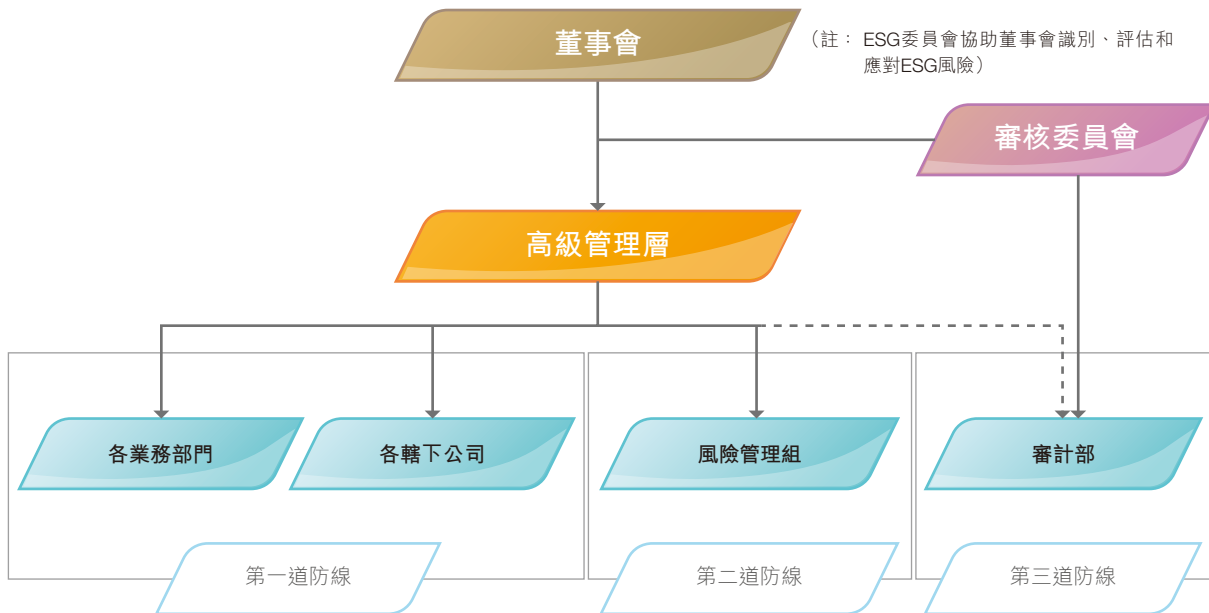 董事會
（註： ESG委員會協助董事會識別、評估和
應對ESG風險）
審核委員會
高級管理層
各業務部門
各轄下公司
風險管理組
審計部
第一道防線
第二道防線
第三道防線